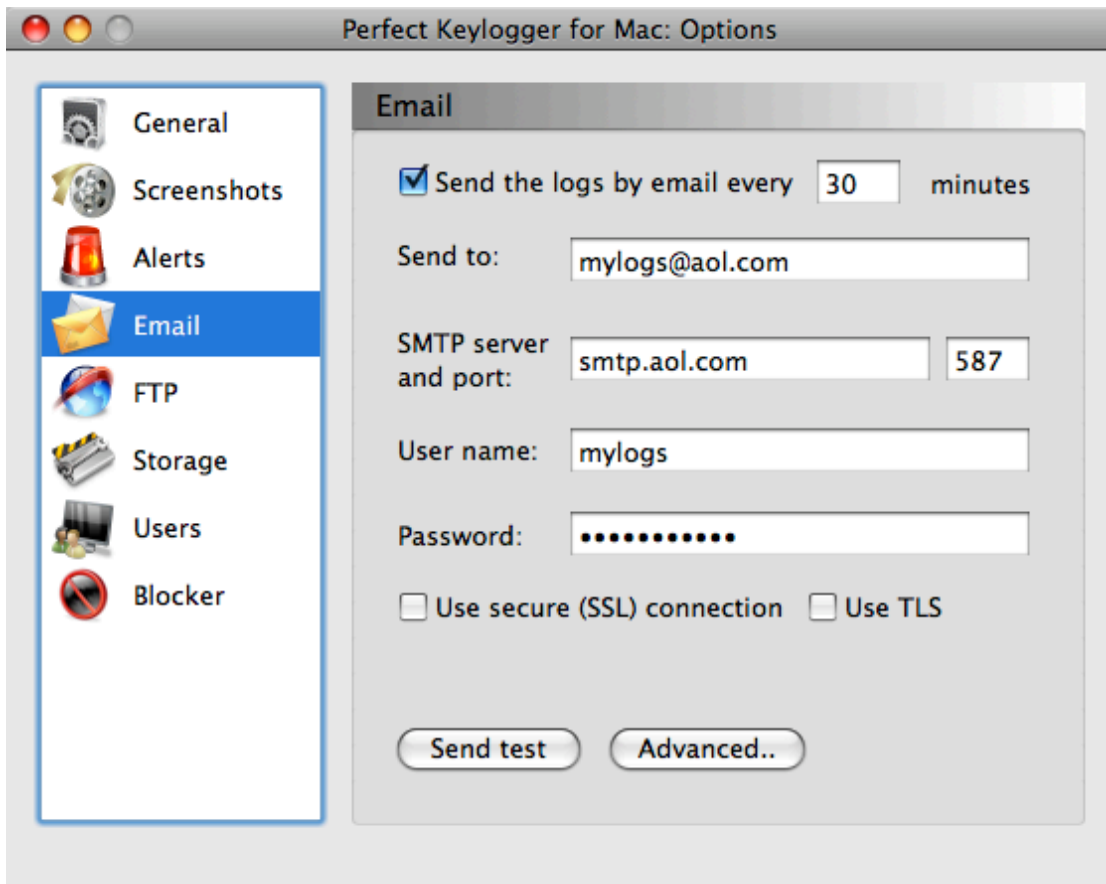 Perfect Keylogger for Mac: Options
General
Screenshots
Alerts
Email
FTP
Storage
Users
Blocker
Email
Send the logs by email every 30 minutes
Send to: mylogs@aol.com
SMTP server
and port: smtp.aol.com 587
User name: mylogs
Password: •••••••••••
Use secure (SSL) connection Use TLS
Send test Advanced..